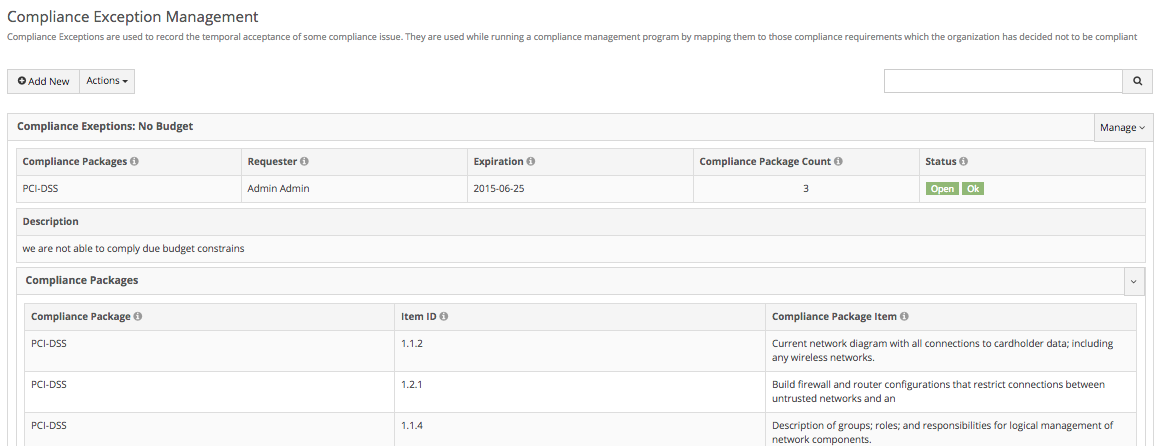 Compliance Exception Management
Compliance Exceptions are used to record the temporal acceptance of some compliance issue. They are used while running a compliance management program by mapping them to those compliance requirements which the organization has decided not to be compliant
Add New Actions
Compliance Exeptions: No Budget
Manage
Compliance Packages Requester Expiration Compliance Package Count Status
PCI-DSS Admin Admin 2015-06-25 3 Open Ok
Description
we are not able to comply due budget constrains
Compliance Packages
Compliance Package Item ID Compliance Package Item
PCI-DSS 1.1.2 Current network diagram with all connections to cardholder data; including
any wireless networks.
PCI-DSS 1.2.1 Build firewall and router configurations that restrict connections between
untrusted networks and an
PCI-DSS 1.1.4 Description of groups; roles; and responsibilities for logical management of
network components.